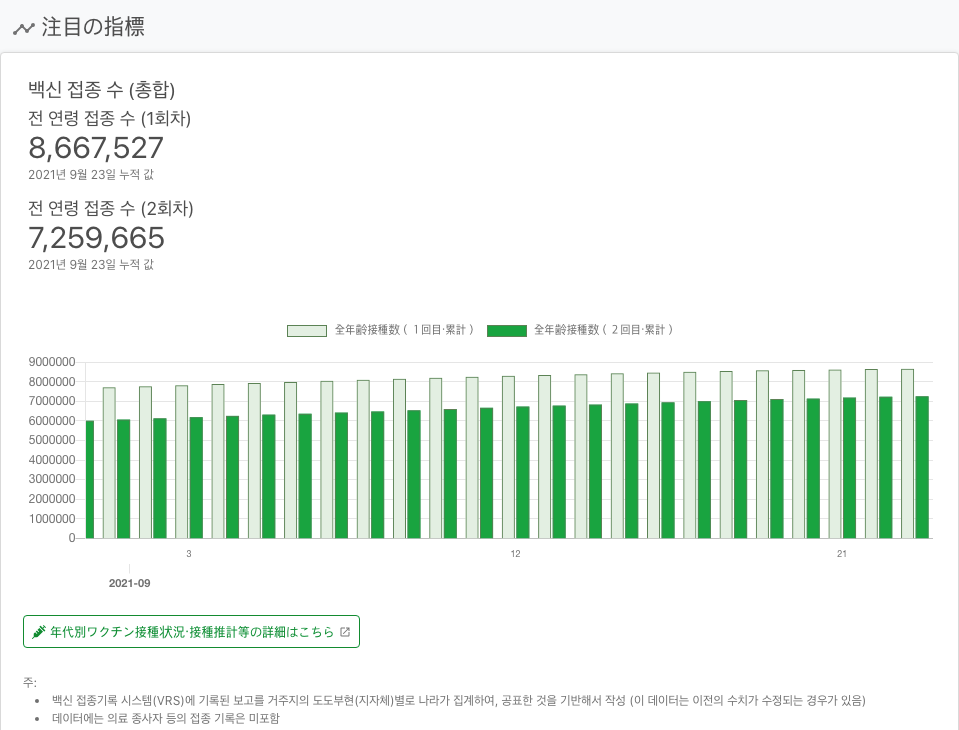 注目の指標
백신 접종 수 (총합)
전 연령 접종 수 (1회차)
8,667,527
2021년 9월 23일 누적 값
전 연령 접종 수 (2회차)
7,259,665
2021년 9월 23일 누적 값
全年齢接種数（１回目·累計） 全年齢接種数（２回目·累計）
9000000
8000000
7000000
6000000
5000000
4000000
3000000
2000000
1000000
0
3 12 21
2021-09
年代別ワクチン接種状況·接種推計等の詳細はこちら
주:
• 백신 접종기록 시스템(VRS)에 기록된 보고를 거주지의 도도부현(지자체)별로 나라가 집계하여, 공표한 것을 기반해서 작성 (이 데이터는 이전의 수치가 수정되는 경우가 있음)
• 데이터에는 의료 종사자 등의 접종 기록은 미포함